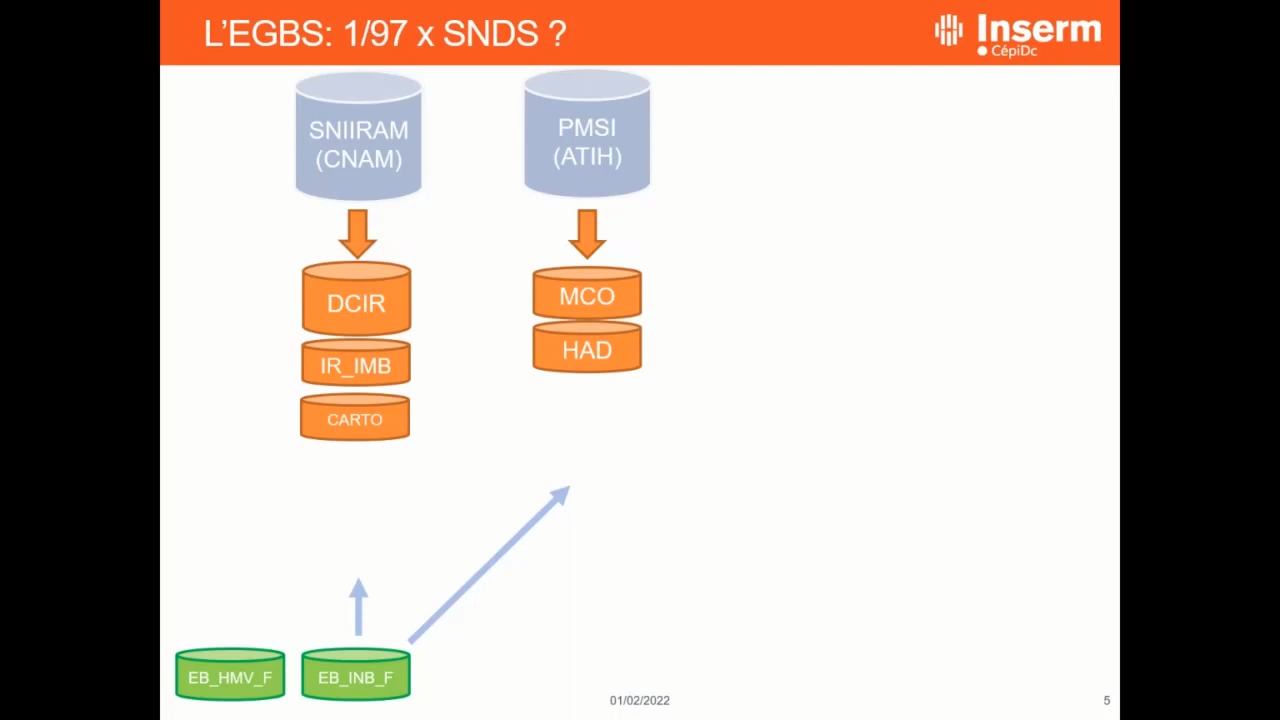 L'EGBS: 1/97 x SNDS ?
Inserm
CépiDc
SNIIRAM
(CNAM)
PMSI
(ATIH)
DCIR
MCO
HAD
IR_IMB
CARTO
EB_HMV_F
EB_INB_F
01/02/2022
5